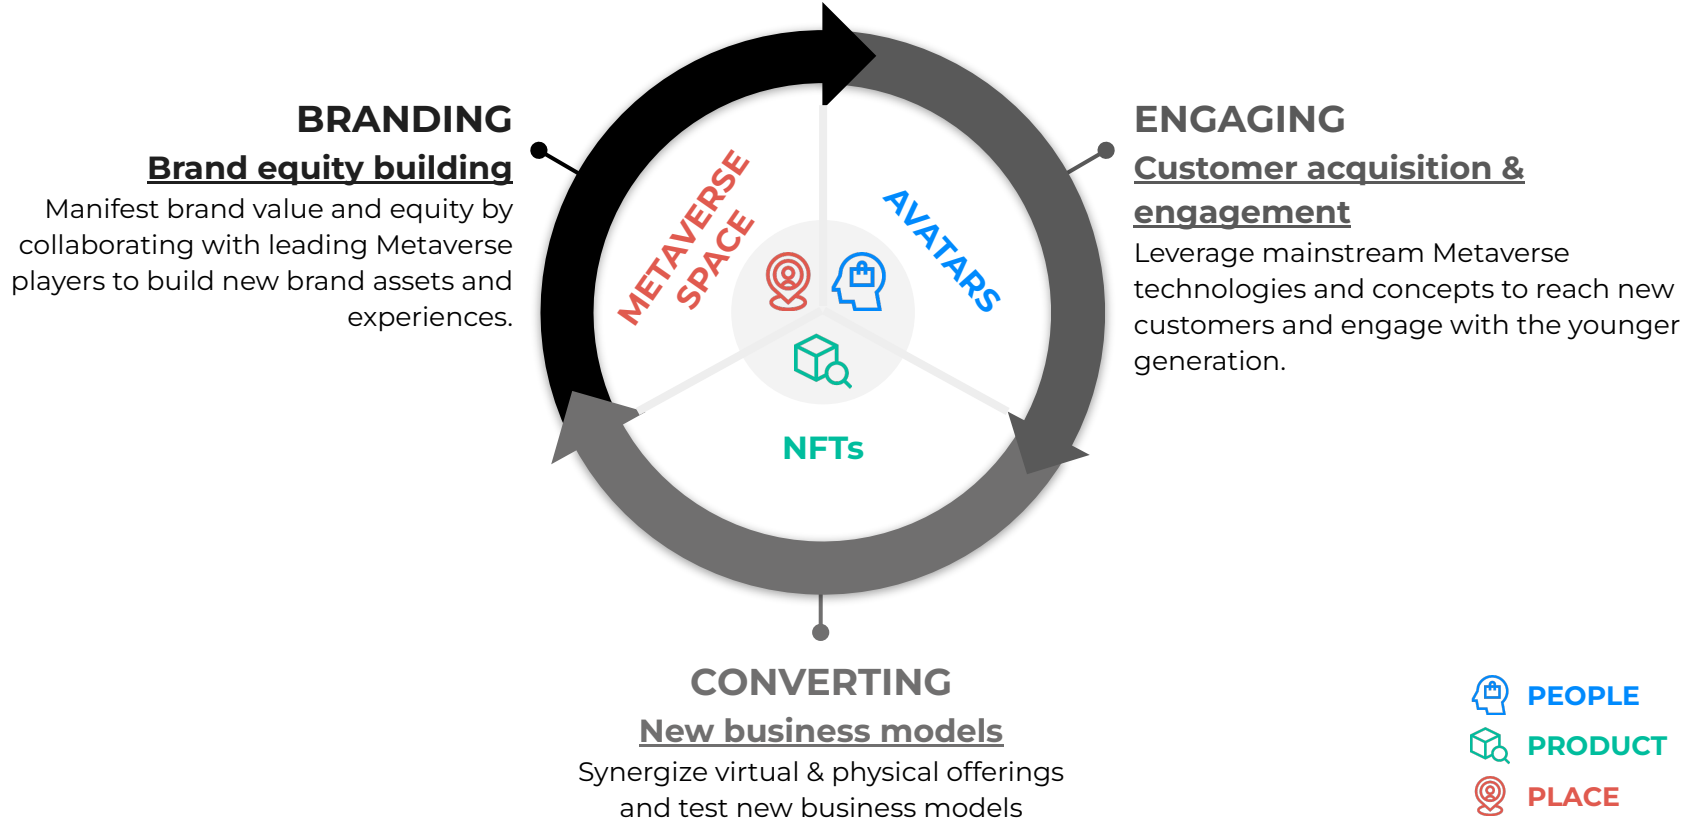 BRANDING
Brand equity building
Manifest brand value and equity by
collaborating with leading Metaverse
players to build new brand assets and
experiences.
METAVERSE
SPACE
AVATARS
NFTs
ENGAGING
Customer acquisition &
engagement
Leverage mainstream Metaverse
technologies and concepts to reach new
customers and engage with the younger
generation.
CONVERTING
New business models
Synergize virtual & physical offerings
and test new business models
PEOPLE
PRODUCT
PLACE